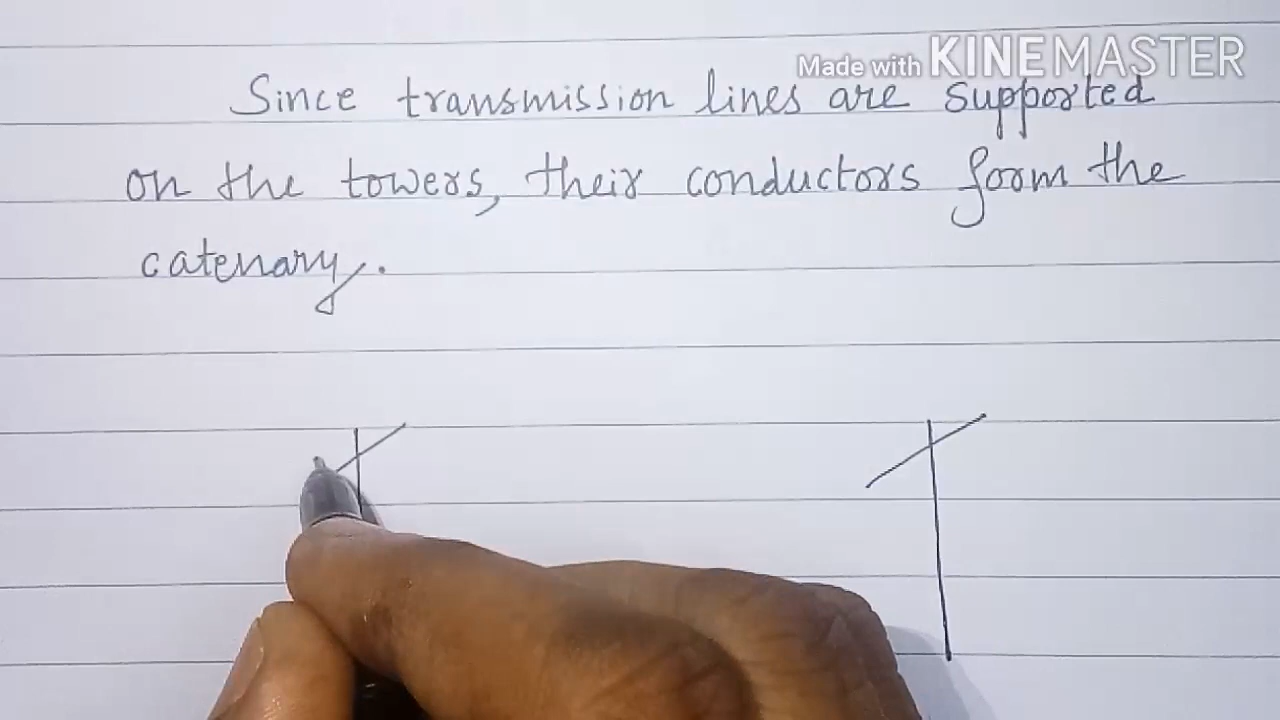 Made with KINEMASTER
Since transmission lines are supported
on the towers, their conductors form the
catenary.